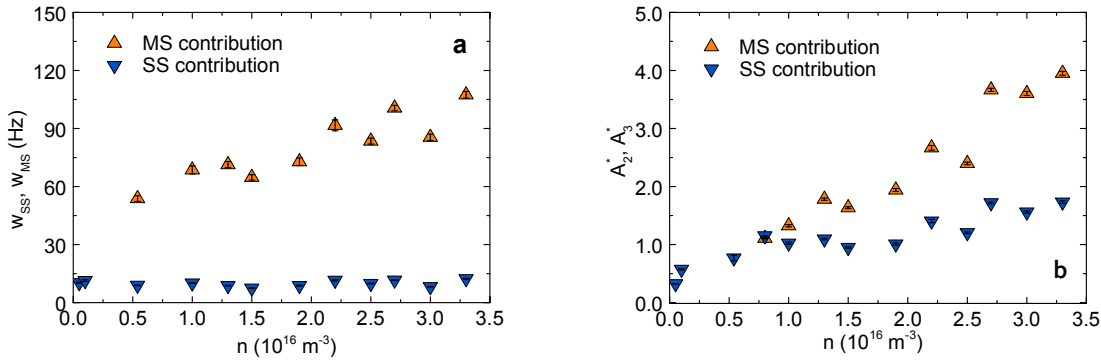 150
120
90
60
30
0
w_SS, w_MS (Hz)
MS contribution
SS contribution
a
0.0 0.5 1.0 1.5 2.0 2.5 3.0 3.5
n (10^16 m^-3)
5.0
4.0
3.0
2.0
1.0
0.0
A_2^*, A_3^*
MS contribution
SS contribution
b
0.0 0.5 1.0 1.5 2.0 2.5 3.0 3.5
n (10^16 m^-3)